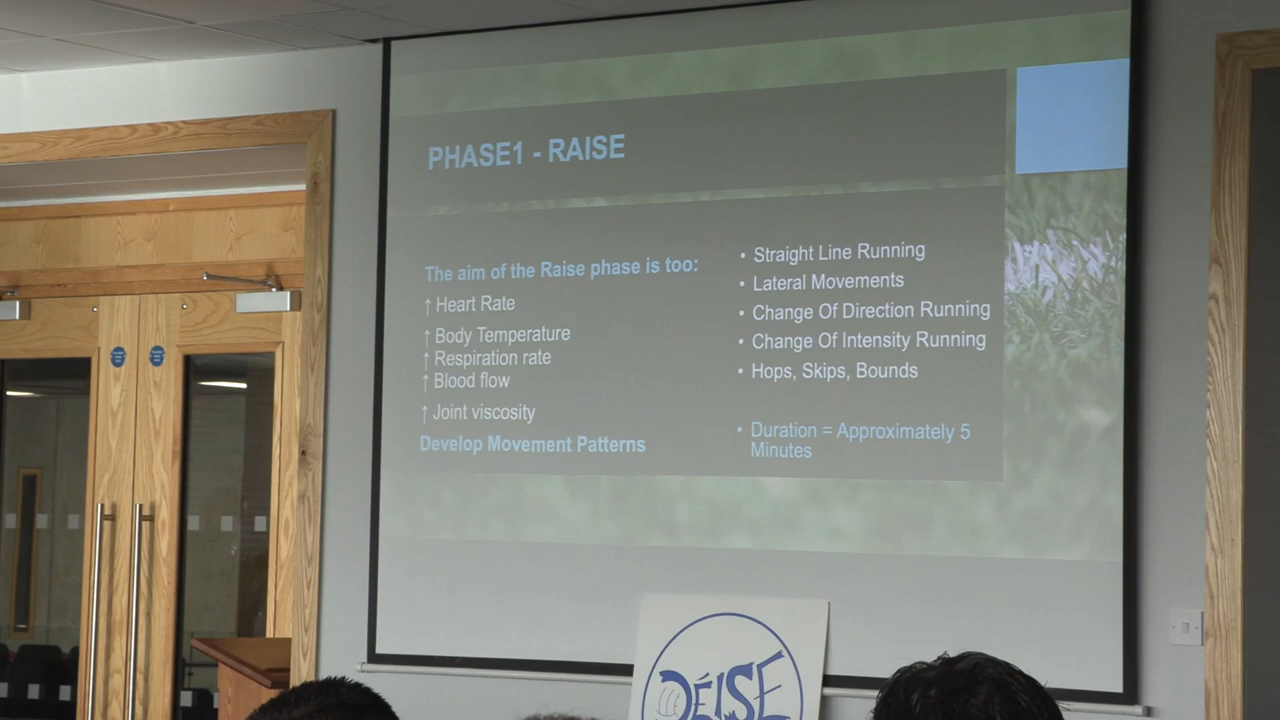 PHASE1 - RAISE
The aim of the Raise phase is too:
↑ Heart Rate
↑ Body Temperature
↑ Respiration rate
↑ Blood flow
↑ Joint viscosity
Develop Movement Patterns
• Straight Line Running
• Lateral Movements
• Change Of Direction Running
• Change Of Intensity Running
• Hops, Skips, Bounds
• Duration = Approximately 5
Minutes
DÉISE